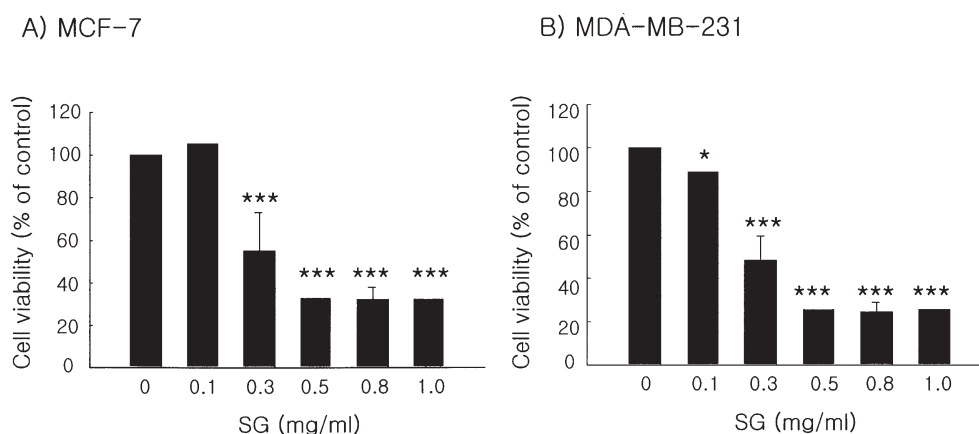 A) MCF-7
Cell viability (% of control)
120
100
80
60
40
20
0
***
*** *** ***
0 0.1 0.3 0.5 0.8 1.0
SG (mg/ml)
B) MDA-MB-231
Cell viability (% of control)
120
100
80
60
40
20
0
*
***
*** *** ***
0 0.1 0.3 0.5 0.8 1.0
SG (mg/ml)